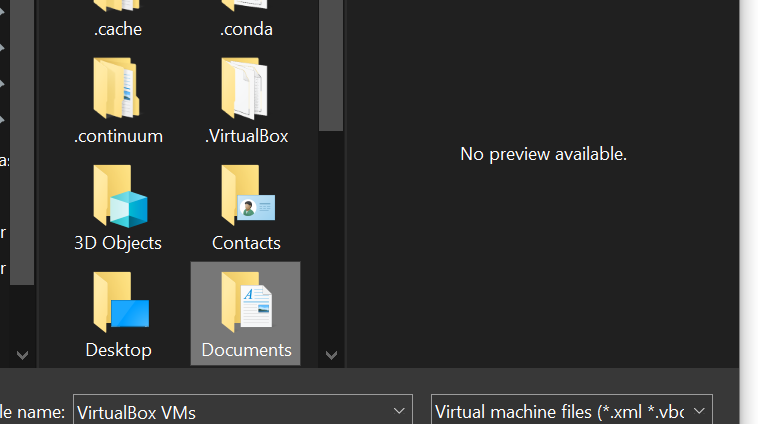 .cache
.conda
.continuum
.VirtualBox
No preview available.
3D Objects
Contacts
Desktop
Documents
le name:
VirtualBox VMs
Virtual machine files (*.xml *.vbo